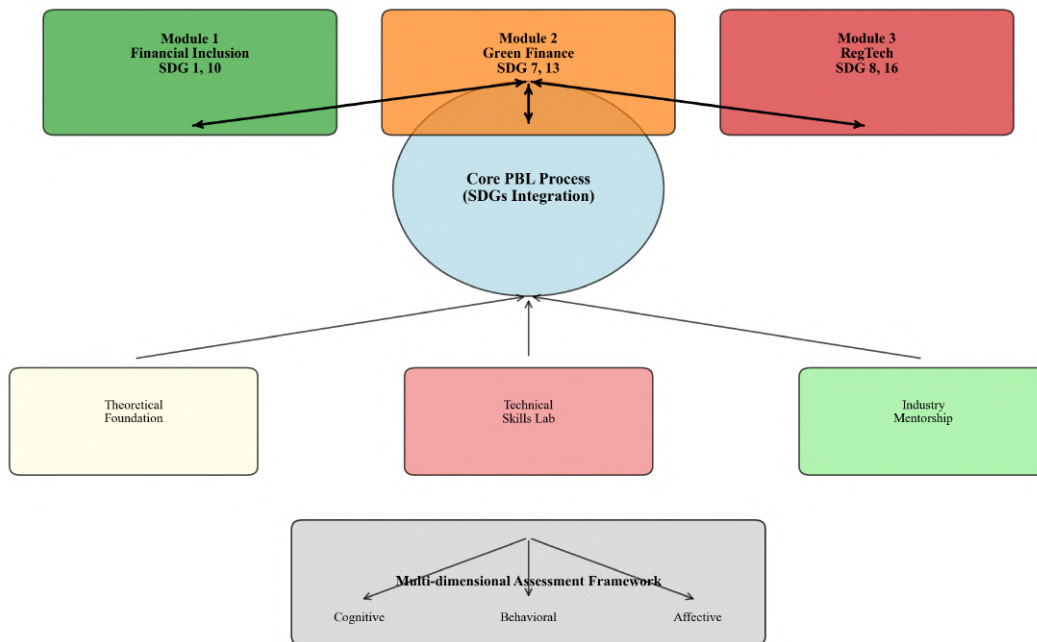 Module 1
Financial Inclusion
SDG 1, 10
Module 2
Green Finance
SDG 7, 13
Module 3
RegTech
SDG 8, 16
Core PBL Process
(SDGs Integration)
Theoretical
Foundation
Technical
Skills Lab
Industry
Mentorship
Multi-dimensional Assessment Framework
Cognitive
Behavioral
Affective